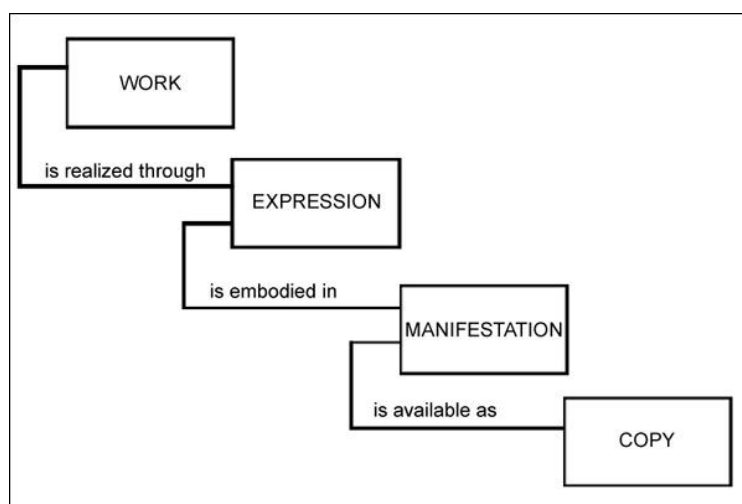 WORK
is realized through
EXPRESSION
is embodied in
MANIFESTATION
is available as
COPY